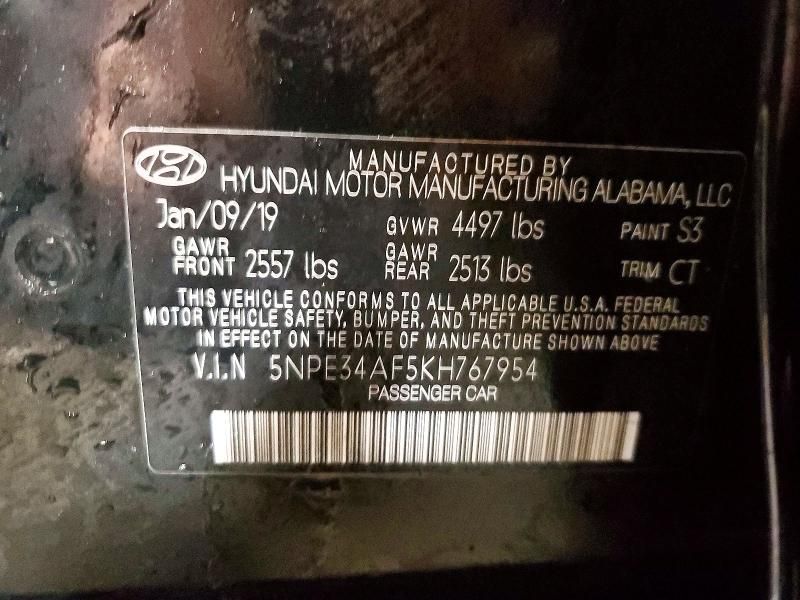 MANUFACTURED BY
HYUNDAI MOTOR MANUFACTURING ALABAMA, LLC
Jan/09/19 GVWR 4497 lbs PAINT S3
GAWR FRONT 2557 lbs GAWR REAR 2513 lbs TRIM CT
THIS VEHICLE CONFORMS TO ALL APPLICABLE U.S.A. FEDERAL
MOTOR VEHICLE SAFETY, BUMPER, AND THEFT PREVENTION STANDARDS
IN EFFECT ON THE DATE OF MANUFACTURE SHOWN ABOVE
V.I.N 5NPE34AF5KH767954
PASSENGER CAR